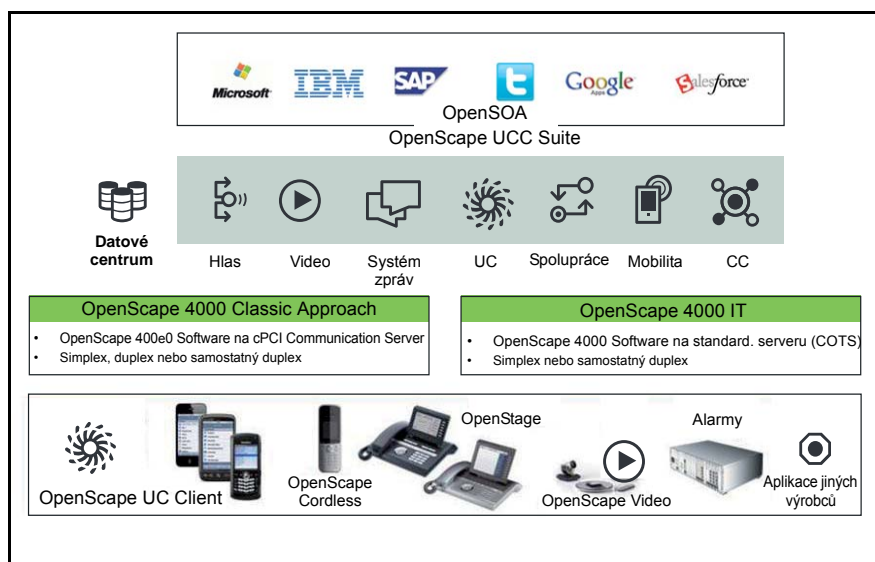 Microsoft
IBM
SAP
t
Google
Apps
Salesforce
OpenSOA
OpenScape UCC Suite
Datové
centrum
Hlas
Video
Systém
zpráv
UC
Spolupráce
Mobilita
CC
OpenScape 4000 Classic Approach
• OpenScape 400e0 Software na cPCI Communication Server
• Simplex, duplex nebo samostatný duplex
OpenScape 4000 IT
• OpenScape 4000 Software na standard. serveru (COTS)
• Simplex nebo samostatný duplex
OpenScape UC Client
OpenScape
Cordless
OpenStage
OpenScape Video
Alarmy
Aplikace jiných
výrobců